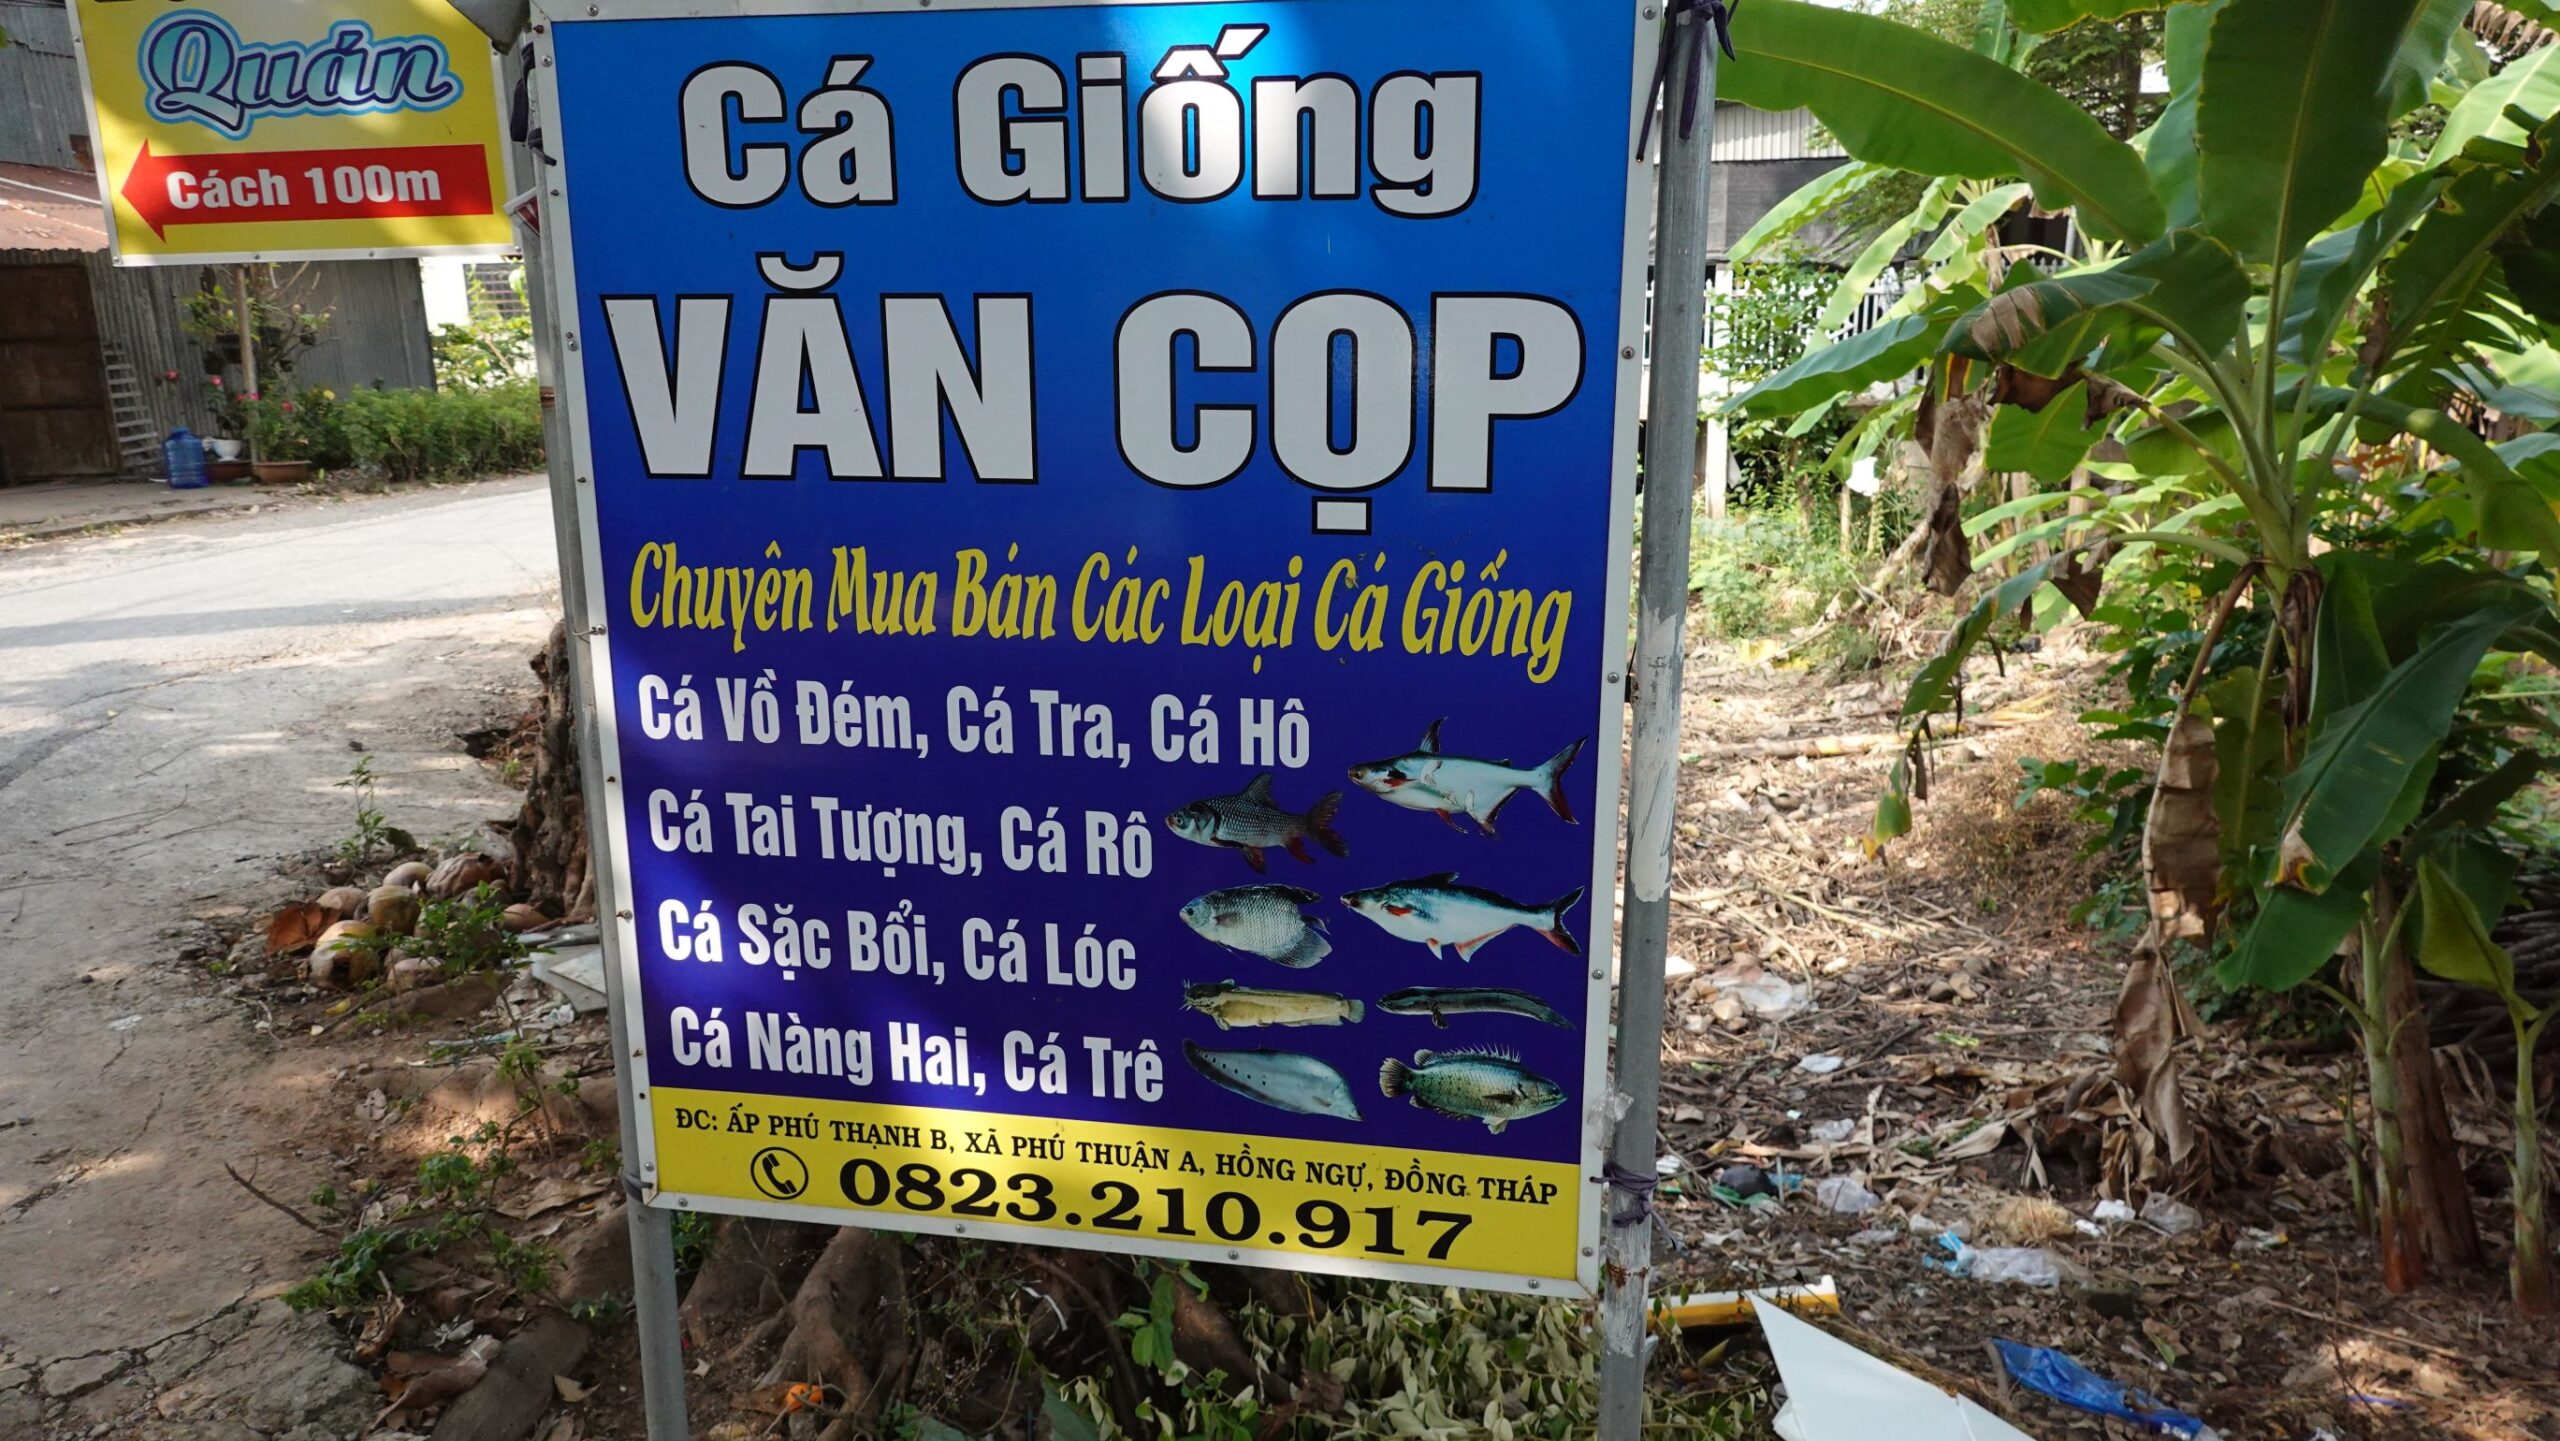 Quán
Cách 100m
Cá Giống
VĂN CỌP
Chuyên Mua Bán Các Loại Cá Giống
Cá Vồ Đém, Cá Tra, Cá Hô
Cá Tai Tượng, Cá Rô
Cá Sặc Bổi, Cá Lóc
Cá Nàng Hai, Cá Trê
ĐC: ẤP PHÚ THẠNH B, XÃ PHÚ THUẬN A, HỒNG NGỰ, ĐỒNG THÁP
0823.210.917